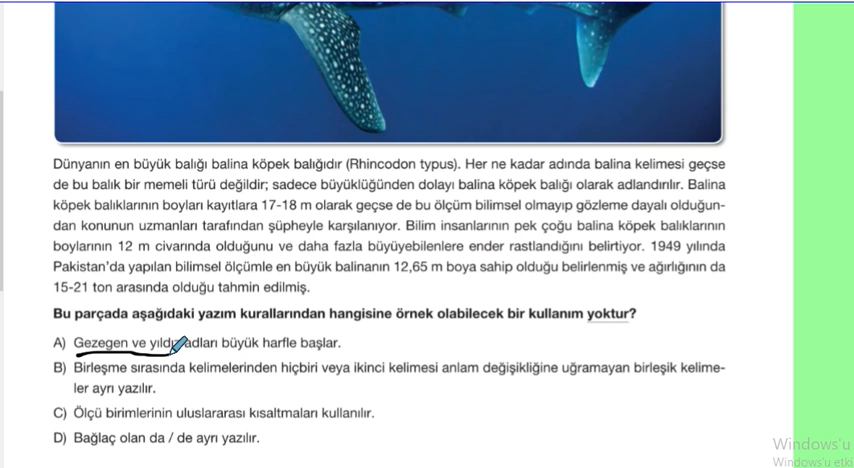 Dünyanın en büyük balığı balina köpek balığıdır (Rhincodon typus). Her ne kadar adında balina kelimesi geçse
de bu balık bir memeli türü değildir; sadece büyüklüğünden dolayı balina köpek balığı olarak adlandırılır. Balina
köpek balıklarının boyları kayıtlara 17-18 m olarak geçse de bu ölçüm bilimsel olmayıp gözleme dayalı olduğun-
dan konunun uzmanları tarafından şüpheyle karşılanıyor. Bilim insanlarının pek çoğu balina köpek balıklarının
boylarının 12 m civarında olduğunu ve daha fazla büyüyebilenlere ender rastlandığını belirtiyor. 1949 yılında
Pakistan'da yapılan bilimsel ölçümle en büyük balinanın 12,65 m boya sahip olduğu belirlenmiş ve ağırlığının da
15-21 ton arasında olduğu tahmin edilmiş.
Bu parçada aşağıdaki yazım kurallarından hangisine örnek olabilecek bir kullanım yoktur?
A) Gezegen ve yıldız adları büyük harfle başlar.
B) Birleşme sırasında kelimelerinden hiçbiri veya ikinci kelimesi anlam değişikliğine uğramayan birleşik kelime-
ler ayrı yazılır.
C) Ölçü birimlerinin uluslararası kısaltmaları kullanılır.
D) Bağlaç olan da / de ayrı yazılır.
Windows'u
Windows'u etki